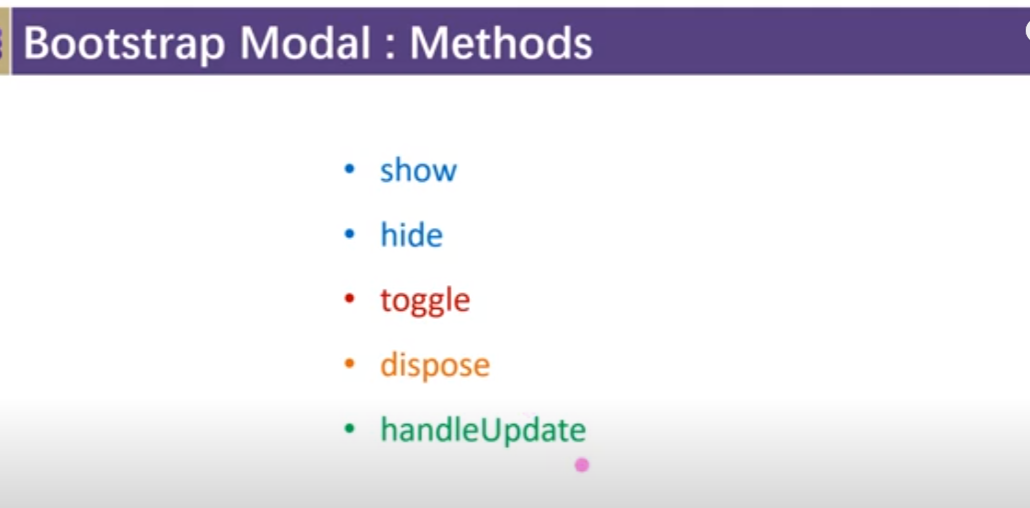 Bootstrap Modal : Methods
• show
• hide
• toggle
• dispose
• handleUpdate